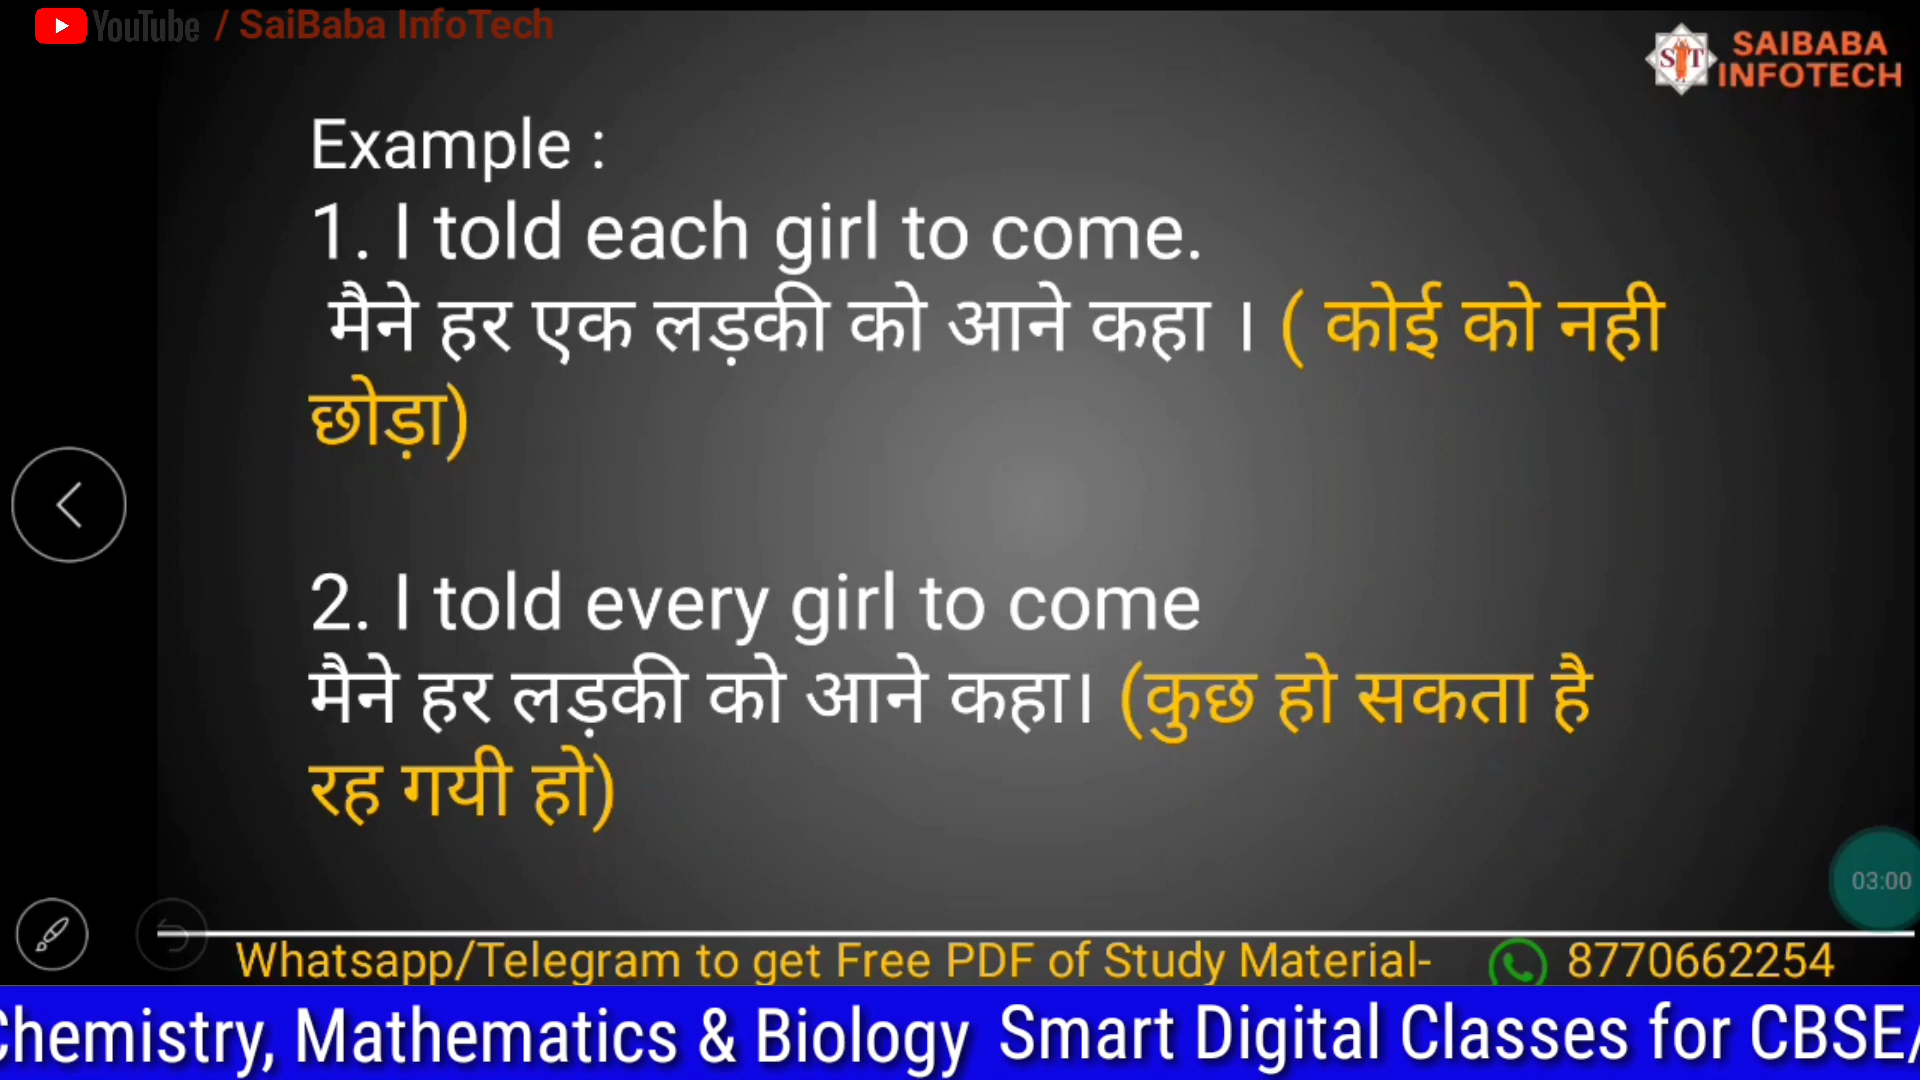 YouTube / SaiBaba InfoTech
SAIBABA
INFOTECH
SIT
Example :
1. I told each girl to come.
मैने हर एक लड़की को आने कहा । ( कोई को नही
छोड़ा)
2. I told every girl to come
मैने हर लड़की को आने कहा। (कुछ हो सकता है
रह गयी हो)
03:00
Whatsapp/Telegram to get Free PDF of Study Material- 8770662254
Chemistry, Mathematics & Biology Smart Digital Classes for CBSE/